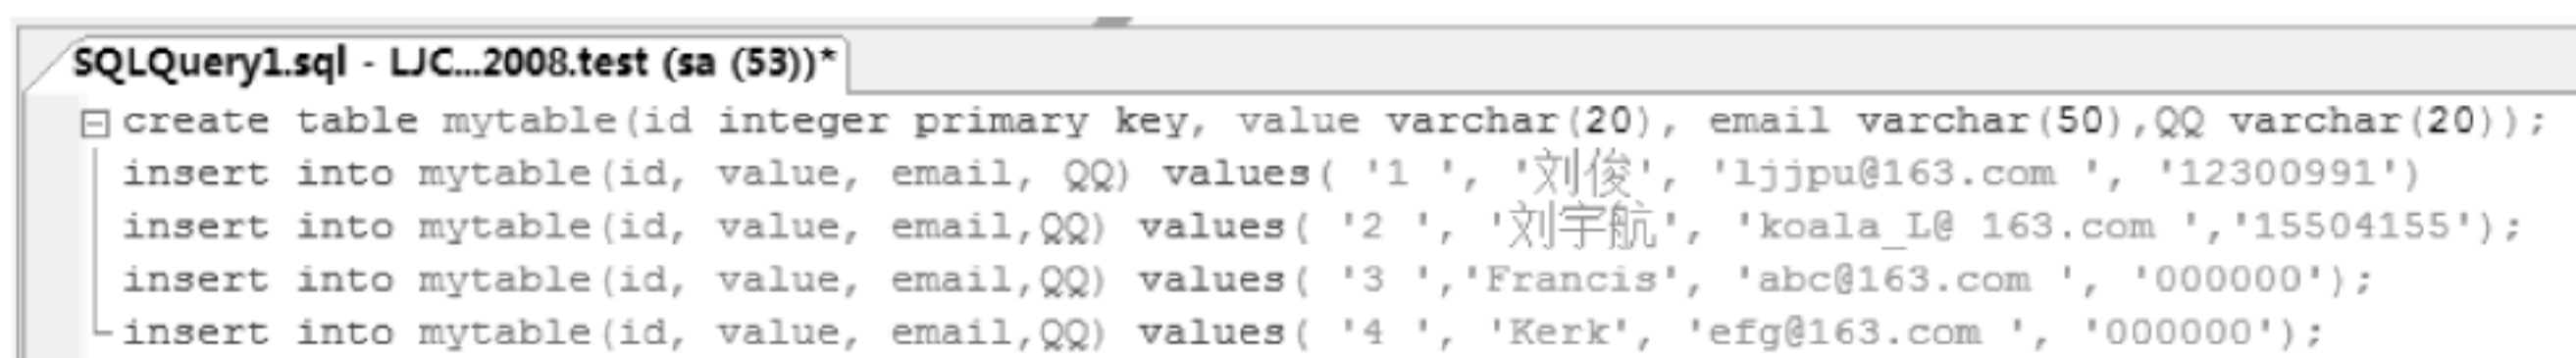 SQLQuery1.sql - LJC...2008.test (sa (53))*
create table mytable(id integer primary key, value varchar(20), email varchar(50),QQ varchar(20));
insert into mytable(id, value, email, QQ) values( '1 ', '刘俊', 'ljjpu@163.com ', '12300991')
insert into mytable(id, value, email,QQ) values( '2 ', '刘宇航', 'koala_L@ 163.com ','15504155');
insert into mytable(id, value, email,QQ) values( '3 ','Francis', 'abc@163.com ', '000000');
insert into mytable(id, value, email,QQ) values( '4 ', 'Kerk', 'efg@163.com ', '000000');